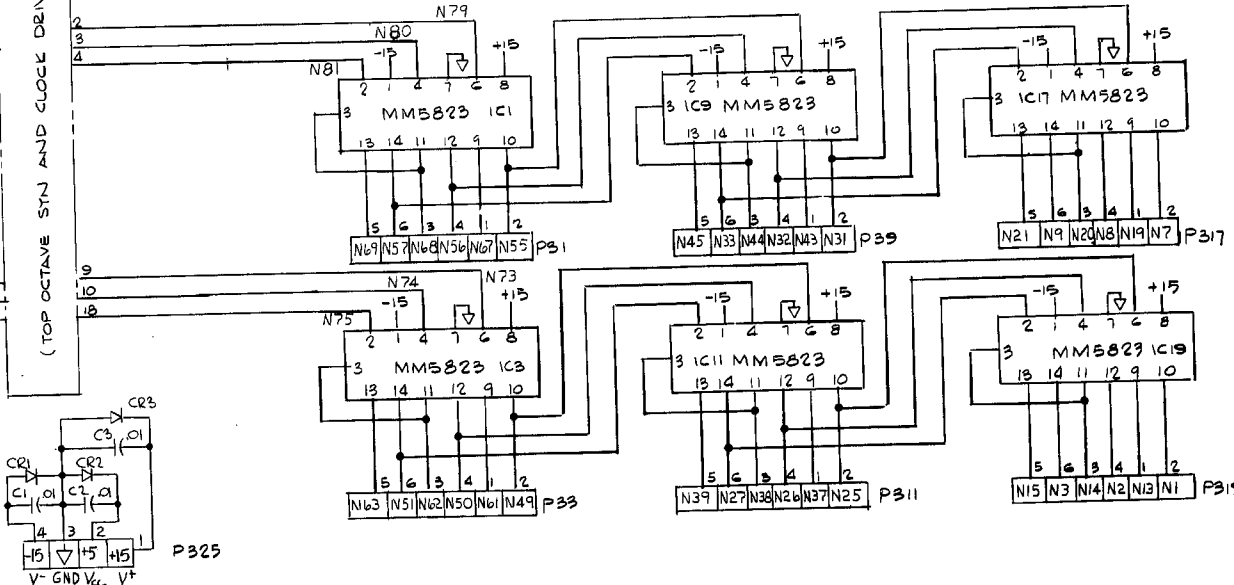 (TOP OCTAVE SYN AND CLOCK DRIV
2
3
4
N79
N80
N81
-15
+15
2 1 4 7 6 8
3 MM5823 IC1
13 14 11 12 9 10
5 6 3 4 1 2
N69 N57 N68 N56 N67 N55 P31
-15
+15
2 1 4 7 6 8
3 IC9 MM5823
13 14 11 12 9 10
5 6 3 4 1 2
N45 N33 N44 N32 N43 N31 P39
-15
+15
2 1 4 7 6 8
3 IC17 MM5823
13 14 11 12 9 10
5 6 3 4 1 2
N21 N9 N20 N8 N19 N7 P317
9
10
18
N73
N74
N75
-15
+15
2 1 4 7 6 8
3 MM5823 IC3
13 14 11 12 9 10
5 6 3 4 1 2
N63 N51 N62 N50 N61 N49 P33
-15
+15
2 1 4 7 6 8
3 IC11 MM5823
13 14 11 12 9 10
5 6 3 4 1 2
N39 N27 N38 N26 N37 N25 P311
-15
+15
2 1 4 7 6 8
3 MM5823 IC19
13 14 11 12 9 10
5 6 3 4 1 2
N15 N3 N14 N2 N13 N1 P319
CR3
C3 .01
CR1 CR2
C1 .01 C2 .01
4 3 2 1
-15 +5 +15 P325
V- GND Vcc V+